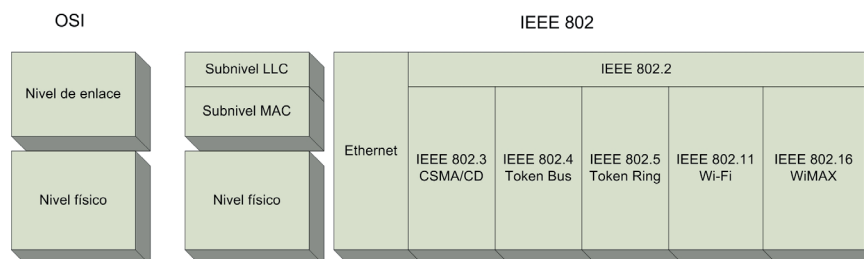 OSI
IEEE 802
Nivel de enlace
Nivel físico
Subnivel LLC
Subnivel MAC
Nivel físico
Ethernet
IEEE 802.2
IEEE 802.3
CSMA/CD
IEEE 802.4
Token Bus
IEEE 802.5
Token Ring
IEEE 802.11
Wi-Fi
IEEE 802.16
WiMAX